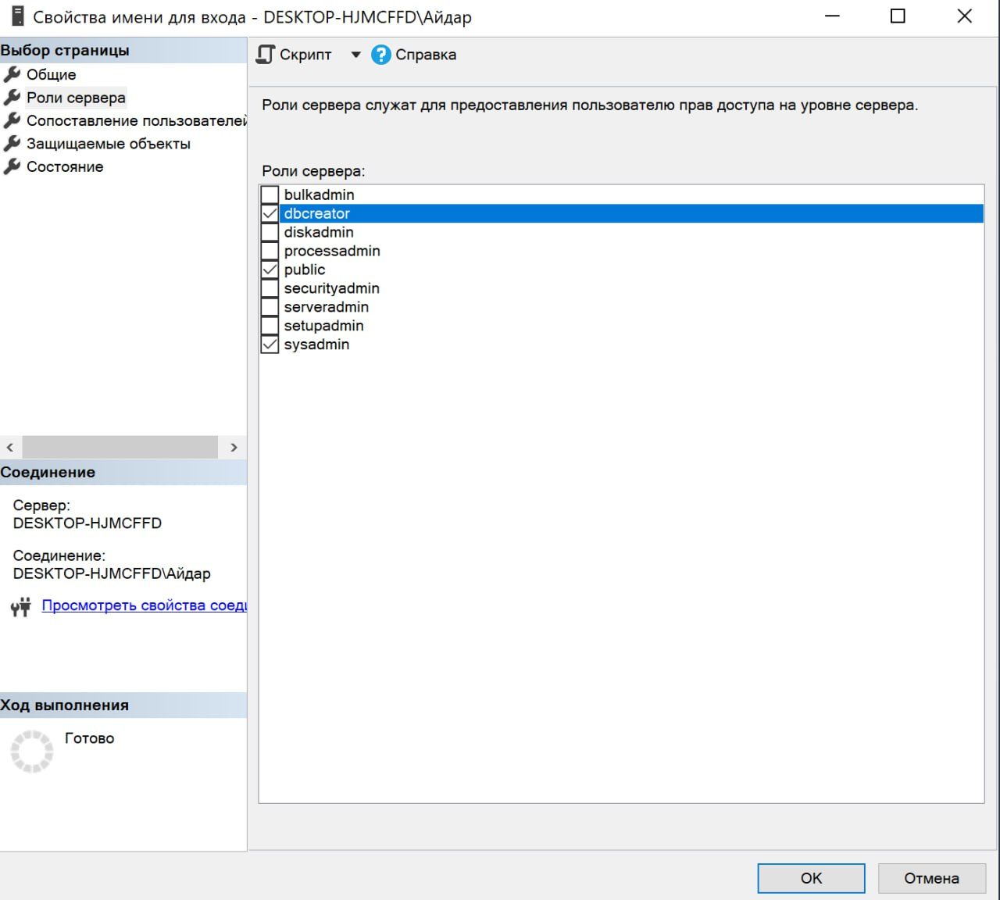 Свойства имени для входа - DESKTOP-HJMCFFD\Айдар
Выбор страницы
Общие
Роли сервера
Сопоставление пользователей
Защищаемые объекты
Состояние
Скрипт
Справка
Роли сервера служат для предоставления пользователю прав доступа на уровне сервера.
Роли сервера:
bulkadmin
dbcreator
diskadmin
processadmin
public
securityadmin
serveradmin
setupadmin
sysadmin
Соединение
Сервер:
DESKTOP-HJMCFFD
Соединение:
DESKTOP-HJMCFFD\Айдар
Просмотреть свойства соеди
Ход выполнения
Готово
ОК
Отмена